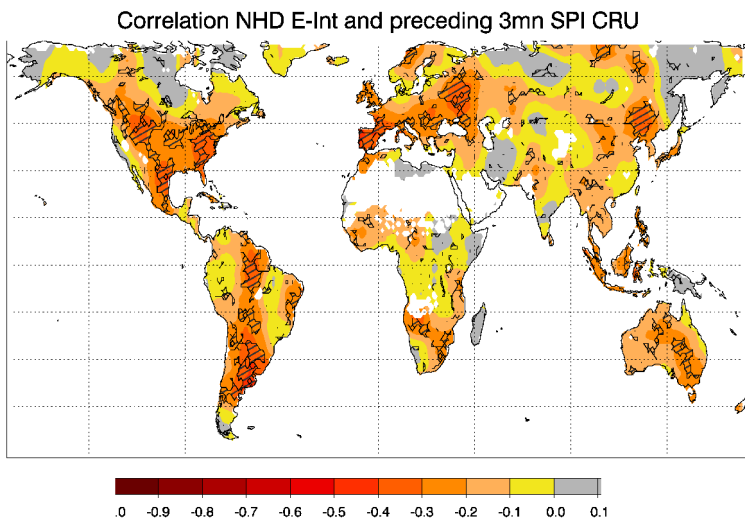 Correlation NHD E-Int and preceding 3mn SPI CRU
.0 -0.9 -0.8 -0.7 -0.6 -0.5 -0.4 -0.3 -0.2 -0.1 0.0 0.1